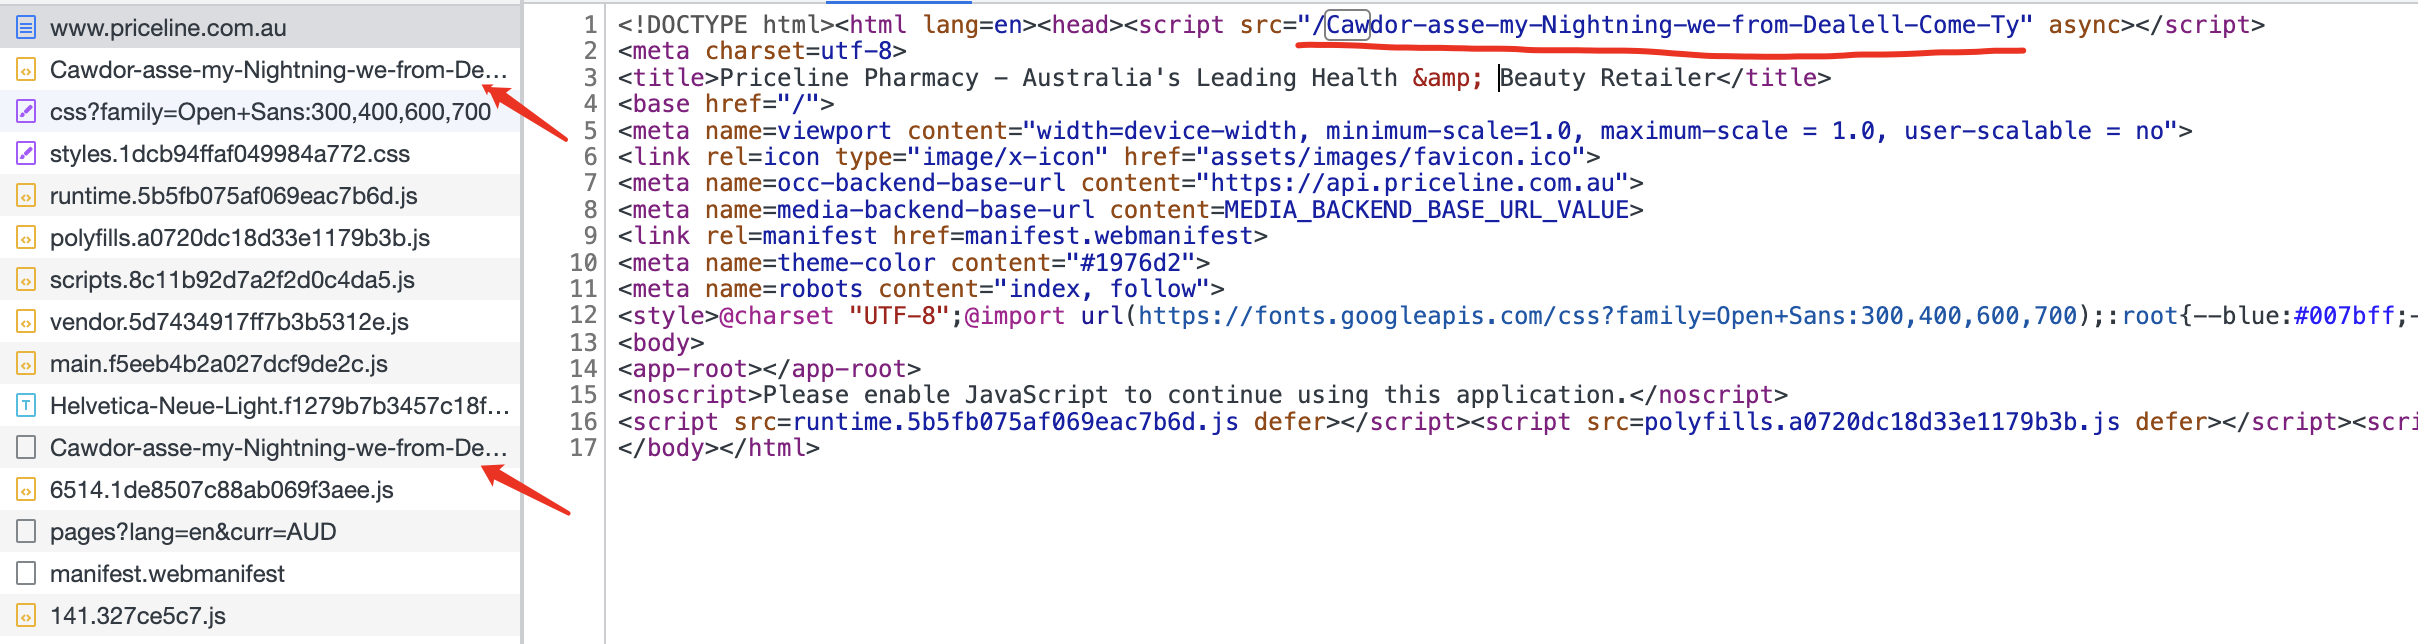 www.priceline.com.au
Cawdor-asse-my-Nightning-we-from-De...
css?family=Open+Sans:300,400,600,700
styles.1dcb94ffaf049984a772.css
runtime.5b5fb075af069eac7b6d.js
polyfills.a0720dc18d33e1179b3b.js
scripts.8c11b92d7a2f2d0c4da5.js
vendor.5d7434917ff7b3b5312e.js
main.f5eeb4b2a027dcf9de2c.js
Helvetica-Neue-Light.f1279b7b3457c18f...
Cawdor-asse-my-Nightning-we-from-De...
6514.1de8507c88ab069f3aee.js
pages?lang=en&curr=AUD
manifest.webmanifest
141.327ce5c7.js
1 <!DOCTYPE html><html lang=en><head><script src="/Cawdor-asse-my-Nightning-we-from-Dealell-Come-Ty" async></script>
2 <meta charset=utf-8>
3 <title>Priceline Pharmacy – Australia's Leading Health &amp; Beauty Retailer</title>
4 <base href="/">
5 <meta name=viewport content="width=device-width, minimum-scale=1.0, maximum-scale = 1.0, user-scalable = no">
6 <link rel=icon type="image/x-icon" href="assets/images/favicon.ico">
7 <meta name=occ-backend-base-url content="https://api.priceline.com.au">
8 <meta name=media-backend-base-url content=MEDIA_BACKEND_BASE_URL_VALUE>
9 <link rel=manifest href=manifest.webmanifest>
10 <meta name=theme-color content="#1976d2">
11 <meta name=robots content="index, follow">
12 <style>@charset "UTF-8";@import url(https://fonts.googleapis.com/css?family=Open+Sans:300,400,600,700);:root{--blue:#007bff;-
13 <body>
14 <app-root></app-root>
15 <noscript>Please enable JavaScript to continue using this application.</noscript>
16 <script src=runtime.5b5fb075af069eac7b6d.js defer></script><script src=polyfills.a0720dc18d33e1179b3b.js defer></script><scri
17 </body></html>